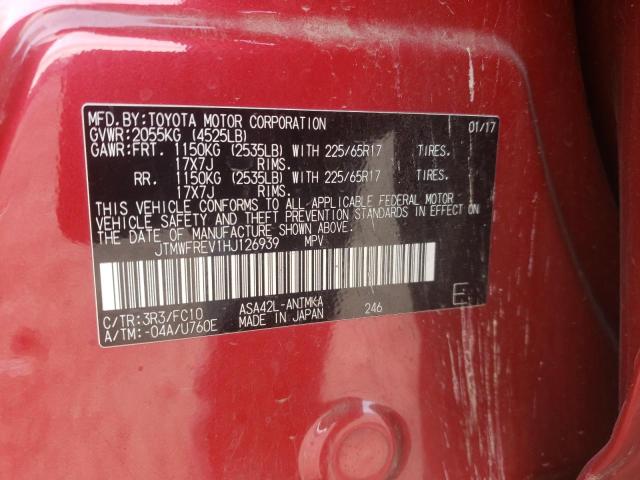 MFD.BY:TOYOTA MOTOR CORPORATION 01/17
GVWR:2055KG (4525LB)
GAWR:FRT. 1150KG (2535LB) WITH 225/65R17 TIRES.
17X7J RIMS.
RR. 1150KG (2535LB) WITH 225/65R17 TIRES.
17X7J RIMS.
THIS VEHICLE CONFORMS TO ALL APPLICABLE FEDERAL MOTOR
VEHICLE SAFETY AND THEFT PREVENTION STANDARDS IN EFFECT ON
THE DATE OF MANUFACTURE SHOWN ABOVE.
JTMWFREV1HJ126939 MPV
C/TR:3R3/FC10 ASA42L-ANIMKA 246 E
A/TM:-04A/U760E MADE IN JAPAN